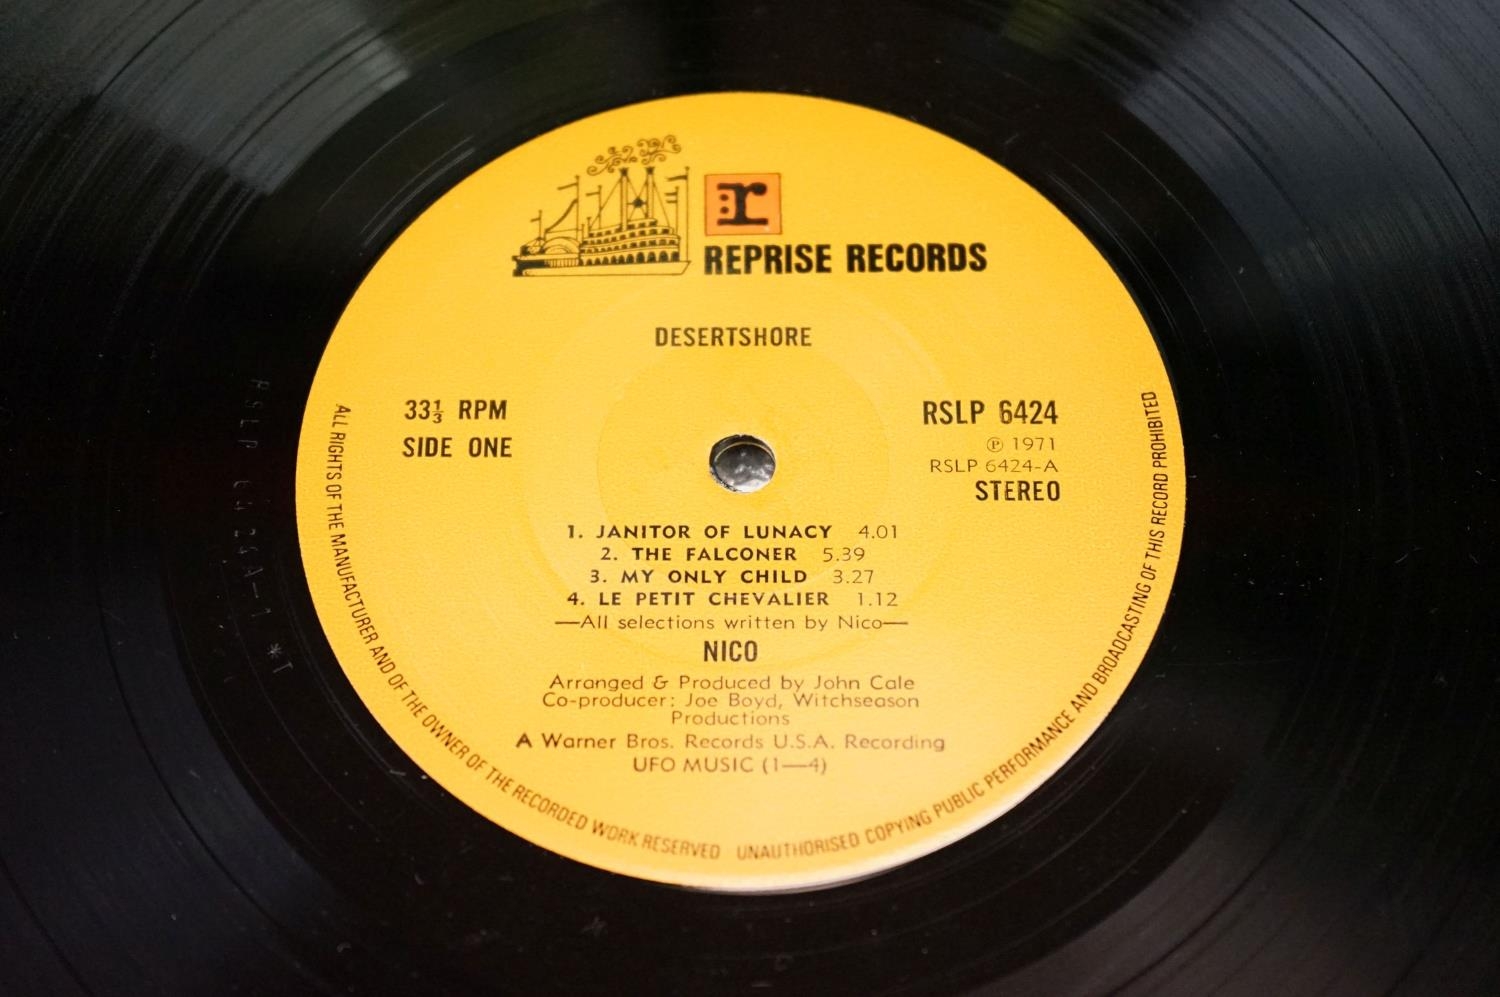 r
REPRISE RECORDS
DESERTSHORE
33⅓ RPM
SIDE ONE
RSLP 6424
℗ 1971
RSLP 6424-A
STEREO
1. JANITOR OF LUNACY 4.01
2. THE FALCONER 5.39
3. MY ONLY CHILD 3.27
4. LE PETIT CHEVALIER 1.12
—All selections written by Nico—
NICO
Arranged & Produced by John Cale
Co-producer: Joe Boyd, Witchseason
Productions
A Warner Bros. Records U.S.A. Recording
UFO MUSIC (1—4)
ALL RIGHTS OF THE MANUFACTURER AND OF THE OWNER OF THE RECORDED WORK RESERVED UNAUTHORISED COPYING PUBLIC PERFORMANCE AND BROADCASTING OF THIS RECORD PROHIBITED